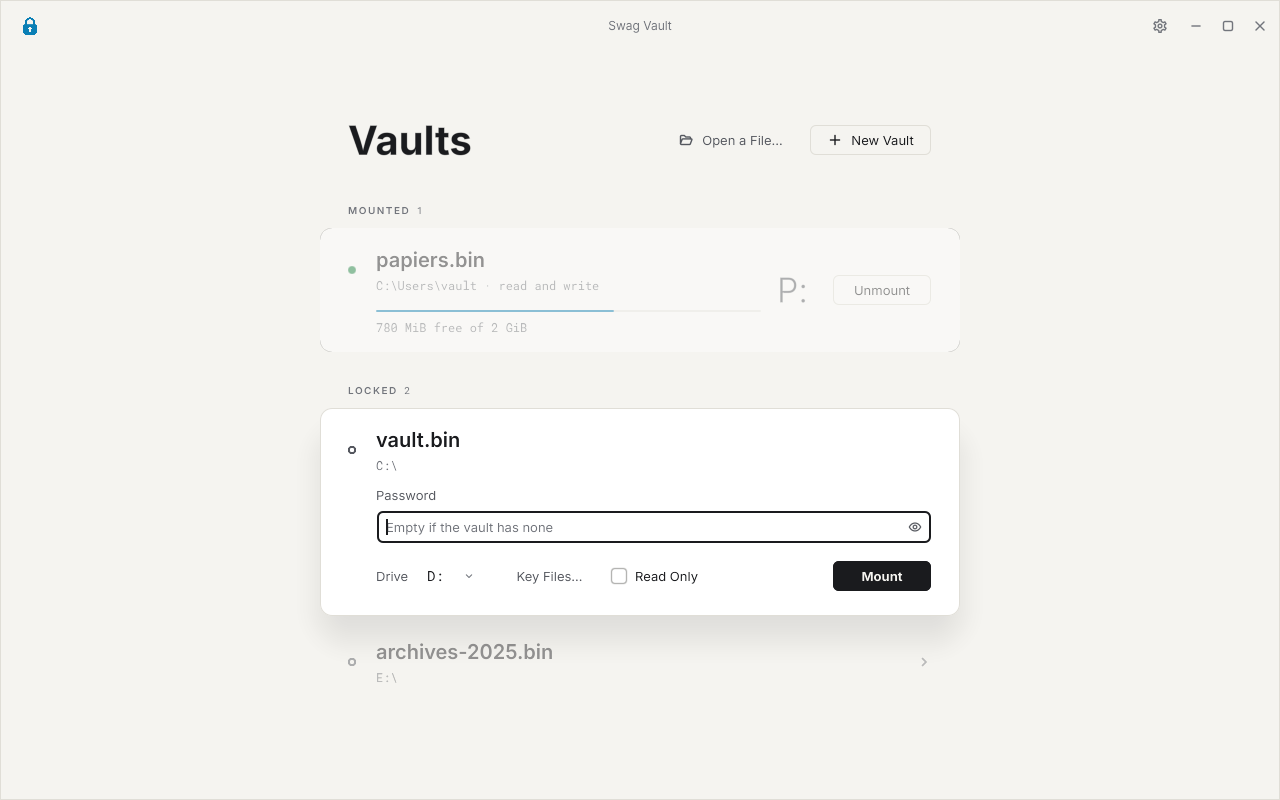 Swag Vault
Vaults
Open a File...
New Vault
MOUNTED 1
papiers.bin
C:\Users\vault · read and write
P:
Unmount
780 MiB free of 2 GiB
LOCKED 2
vault.bin
C:\
Password
Empty if the vault has none
Drive D: Key Files... Read Only Mount
archives-2025.bin
E:\